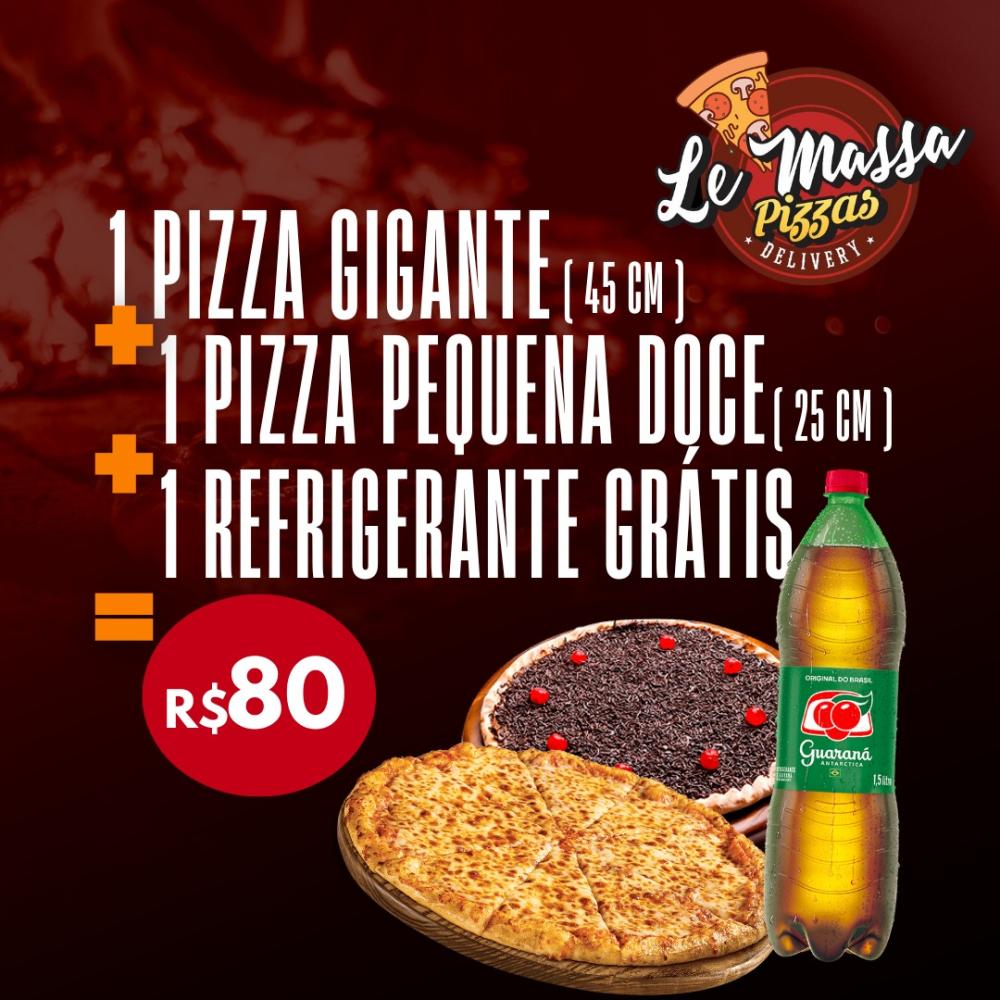 Le Massa
Pizzas
DELIVERY
1 PIZZA GIGANTE ( 45 CM )
+
1 PIZZA PEQUENA DOCE ( 25 CM )
+
1 REFRIGERANTE GRÁTIS
=
R$80
ORIGINAL DO BRASIL
Guaraná
ANTARCTICA
1,5 litro